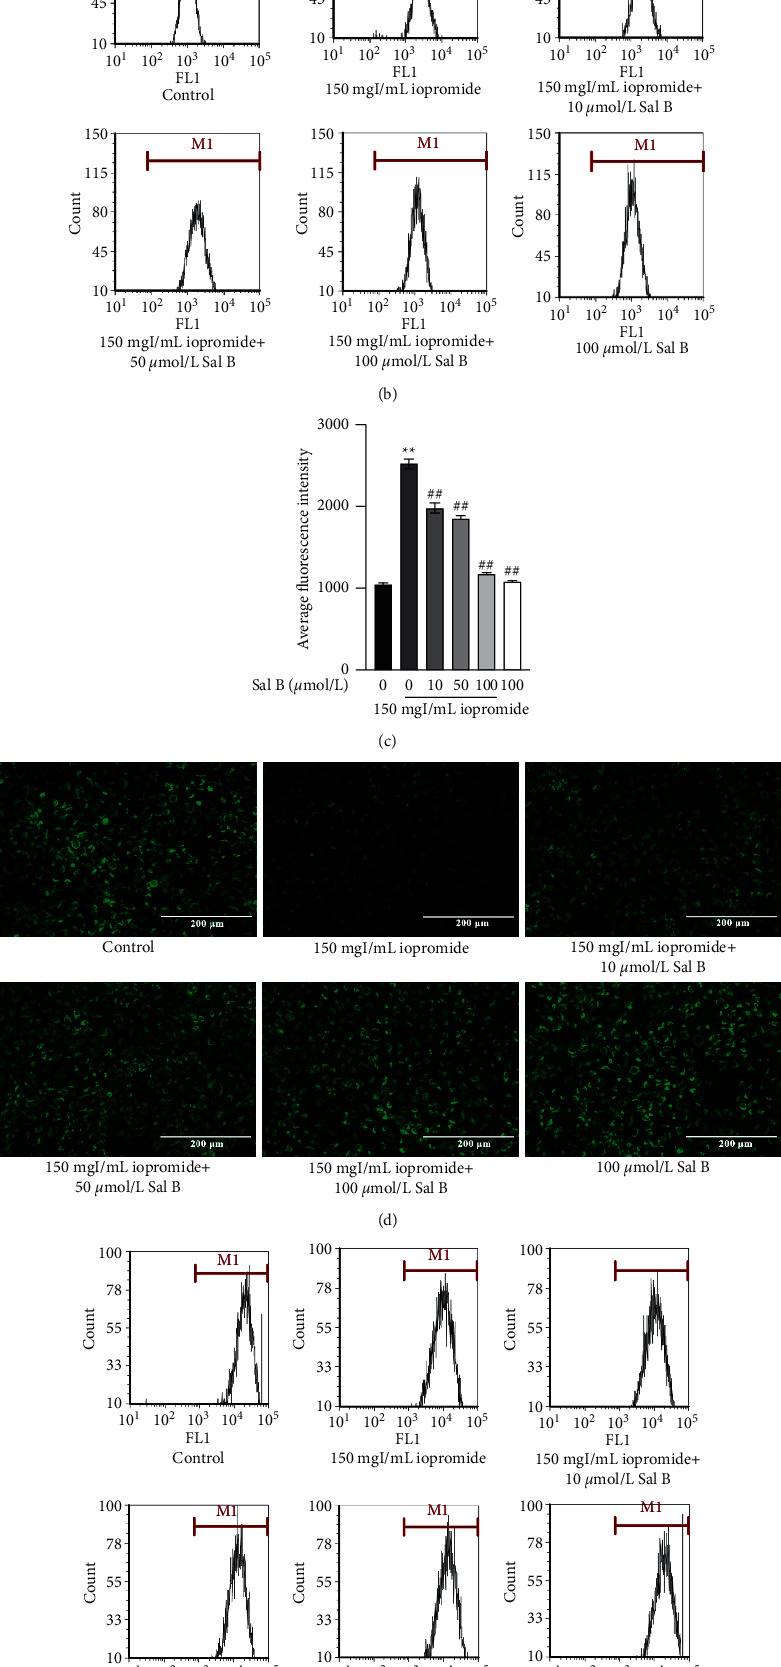 45 45 45
10 10 10
10¹ 10² 10³ 10⁴ 10⁵ 10¹ 10² 10³ 10⁴ 10⁵ 10¹ 10² 10³ 10⁴ 10⁵
FL1 FL1 FL1
Control 150 mgI/mL iopromide 150 mgI/mL iopromide+
10 µmol/L Sal B
150 150 150
M1 M1 M1
115 115 115
Count Count Count
80 80 80
45 45 45
10 10 10
10¹ 10² 10³ 10⁴ 10⁵ 10¹ 10² 10³ 10⁴ 10⁵ 10¹ 10² 10³ 10⁴ 10⁵
FL1 FL1 FL1
150 mgI/mL iopromide+ 150 mgI/mL iopromide+ 100 µmol/L Sal B
50 µmol/L Sal B 100 µmol/L Sal B
(b)
3000
**
Average fluorescence intensity
## ##
2000
## ##
1000
0
Sal B (µmol/L) 0 0 10 50 100 100
150 mgI/mL iopromide
(c)
200 µm 200 µm 200 µm
Control 150 mgI/mL iopromide 150 mgI/mL iopromide+
10 µmol/L Sal B
200 µm 200 µm 200 µm
150 mgI/mL iopromide+ 150 mgI/mL iopromide+ 100 µmol/L Sal B
50 µmol/L Sal B 100 µmol/L Sal B
(d)
100 100 100
M1 M1
78 78 78
Count Count Count
55 55 55
33 33 33
10 10 10
10¹ 10² 10³ 10⁴ 10⁵ 10¹ 10² 10³ 10⁴ 10⁵ 10¹ 10² 10³ 10⁴ 10⁵
FL1 FL1 FL1
Control 150 mgI/mL iopromide 150 mgI/mL iopromide+
10 µmol/L Sal B
100 100 100
M1 M1 M1
78 78 78
Count Count Count
55 55 55
33 33 33
10 10 10